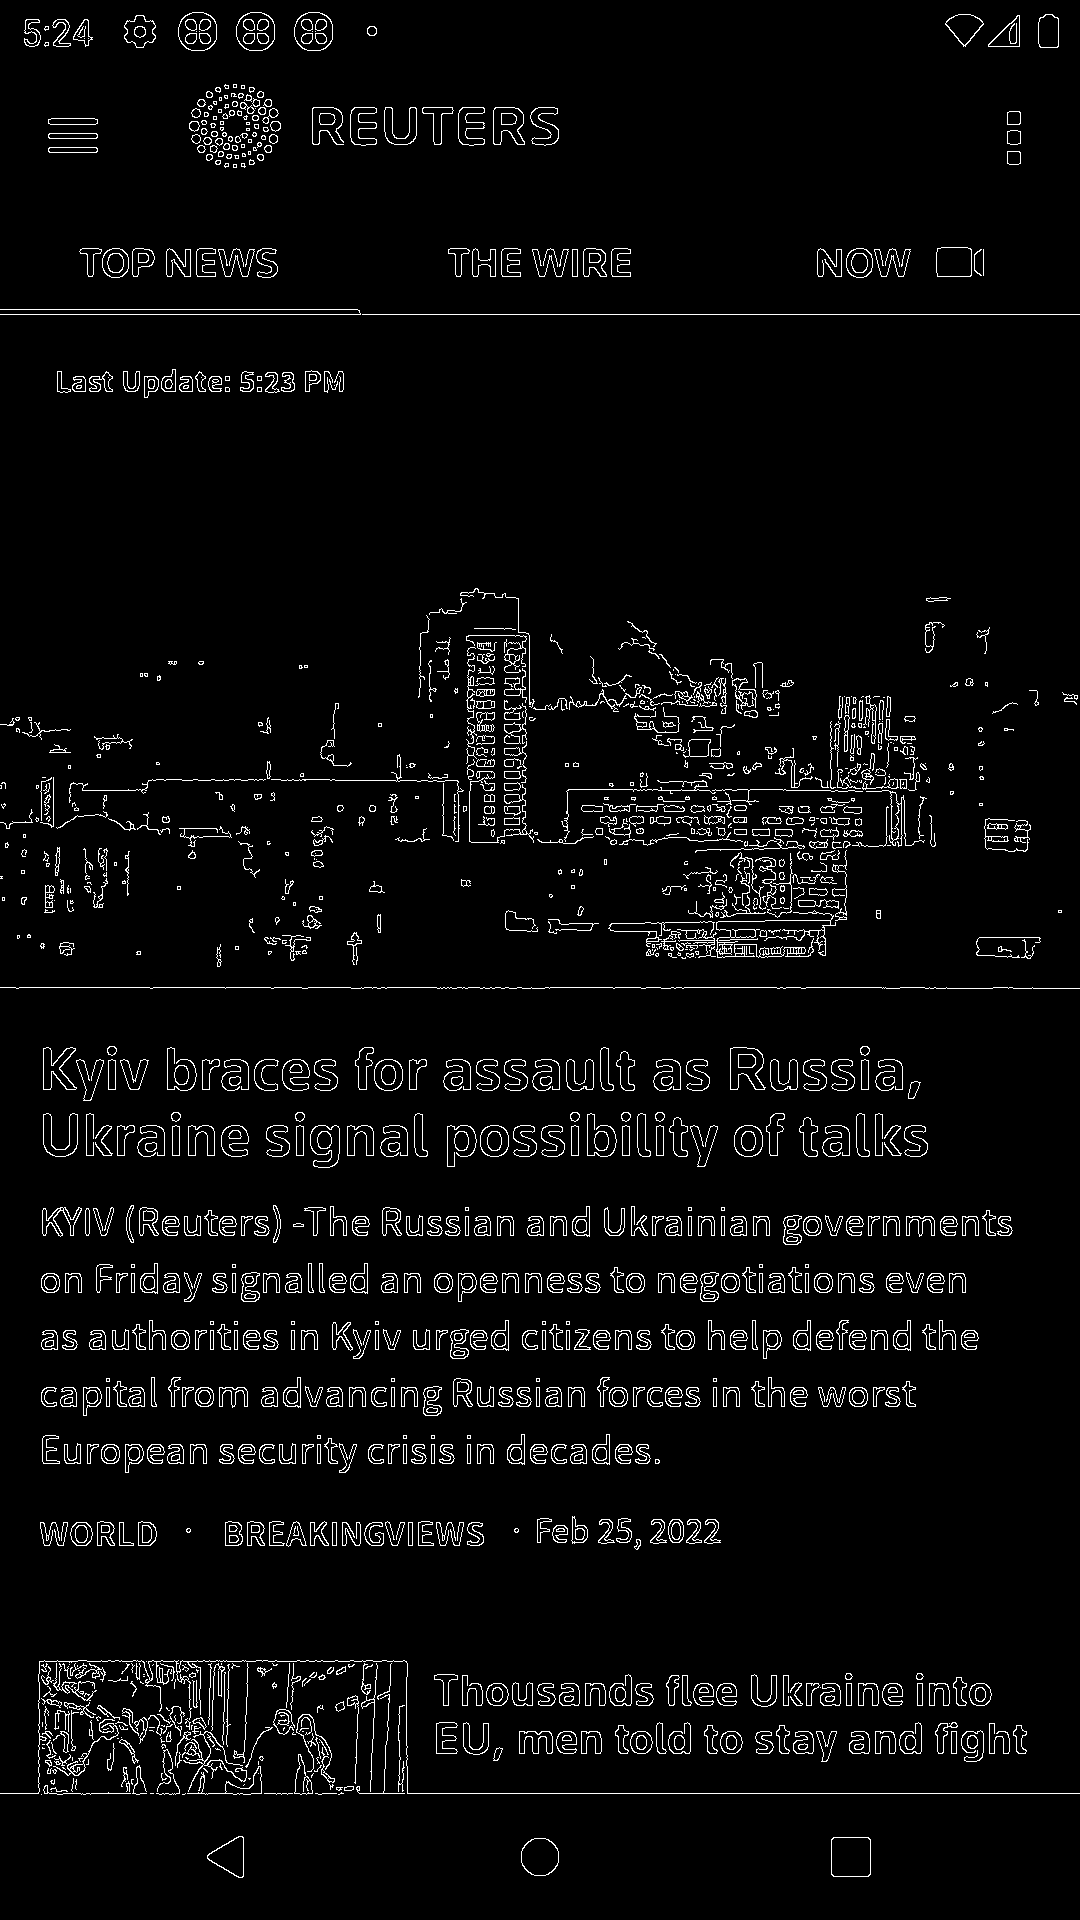 5:24
REUTERS
TOP NEWS
THE WIRE
NOW
Last Update: 5:23 PM
Kyiv braces for assault as Russia,
Ukraine signal possibility of talks
KYIV (Reuters) -The Russian and Ukrainian governments
on Friday signalled an openness to negotiations even
as authorities in Kyiv urged citizens to help defend the
capital from advancing Russian forces in the worst
European security crisis in decades.
WORLD · BREAKINGVIEWS · Feb 25, 2022
Thousands flee Ukraine into
EU, men told to stay and fight